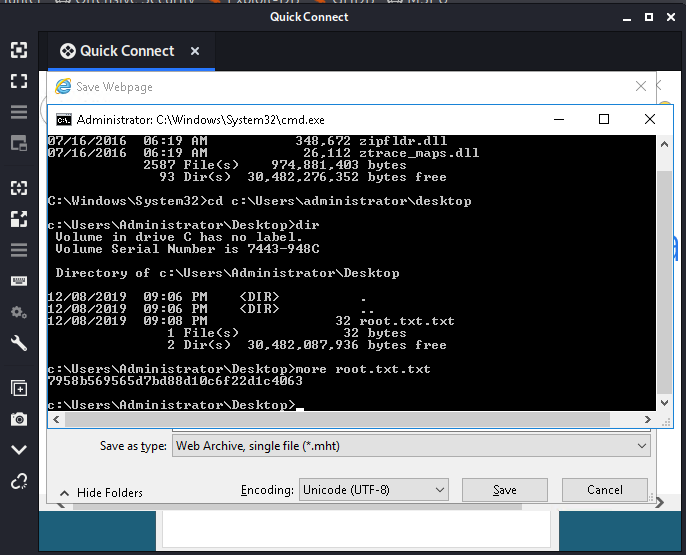 Quick Connect
Quick Connect
Save Webpage
Administrator: C:\Windows\System32\cmd.exe
07/16/2016  06:19 AM           348,672 zipfldr.dll
07/16/2016  06:19 AM            26,112 ztrace_maps.dll
            2587 File(s)    974,881,403 bytes
              93 Dir(s)  30,482,276,352 bytes free
C:\Windows\System32>cd c:\Users\administrator\desktop
c:\Users\Administrator\Desktop>dir
 Volume in drive C has no label.
 Volume Serial Number is 7443-948C
 Directory of c:\Users\Administrator\Desktop
12/08/2019  09:06 PM    <DIR>          .
12/08/2019  09:06 PM    <DIR>          ..
12/08/2019  09:08 PM                32 root.txt.txt
               1 File(s)             32 bytes
               2 Dir(s)  30,482,087,936 bytes free
c:\Users\Administrator\Desktop>more root.txt.txt
7958b569565d7bd88d10c6f22d1c4063
c:\Users\Administrator\Desktop>
Save as type: Web Archive, single file (*.mht)
Hide Folders Encoding: Unicode (UTF-8) Save Cancel